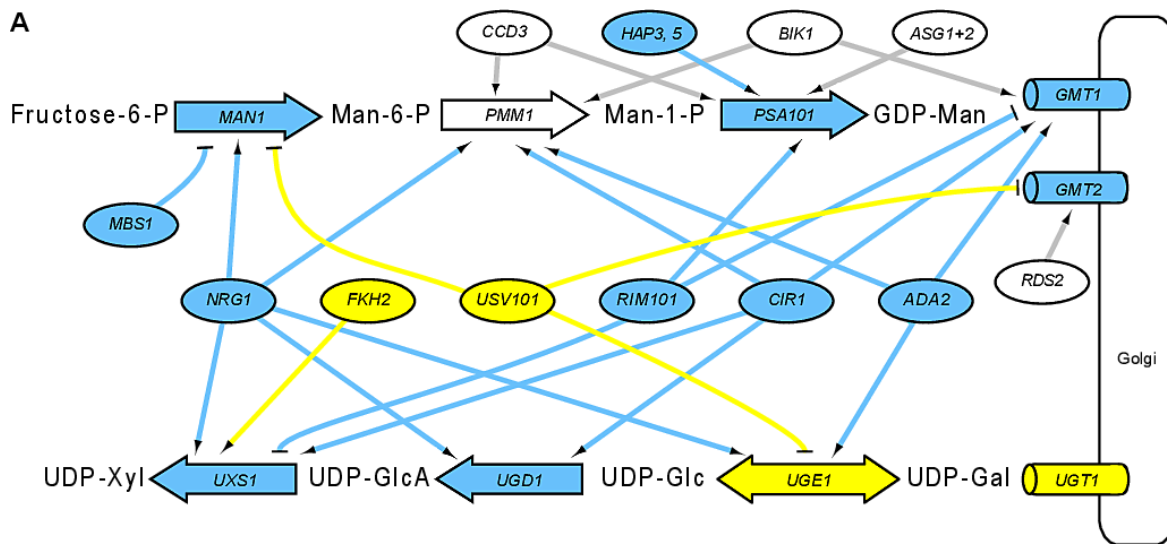 A
CCD3 HAP3, 5 BIK1 ASG1+2
Fructose-6-P MAN1 Man-6-P PMM1 Man-1-P PSA101 GDP-Man GMT1
GMT2
MBS1
RDS2
NRG1 FKH2 USV101 RIM101 CIR1 ADA2
Golgi
UDP-Xyl UXS1 UDP-GlcA UGD1 UDP-Glc UGE1 UDP-Gal UGT1